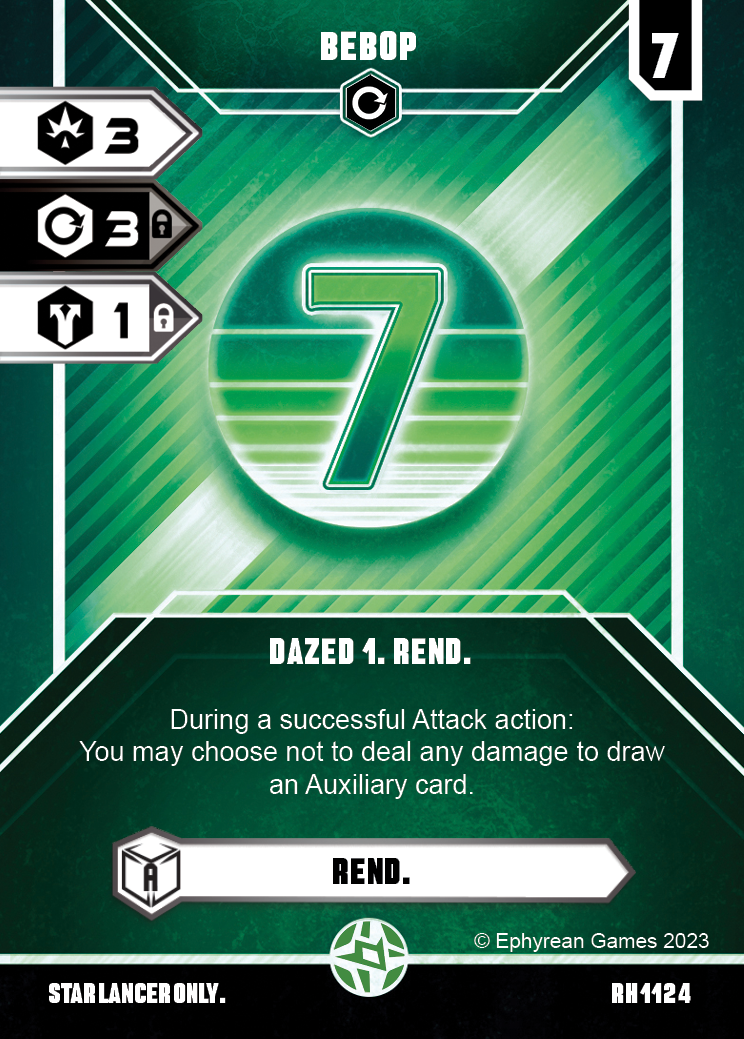 BEBOP
7
3
3
1
7
DAZED 1. REND.
During a successful Attack action:
You may choose not to deal any damage to draw
an Auxiliary card.
A
REND.
© Ephyrean Games 2023
STAR LANCER ONLY.
RH1124